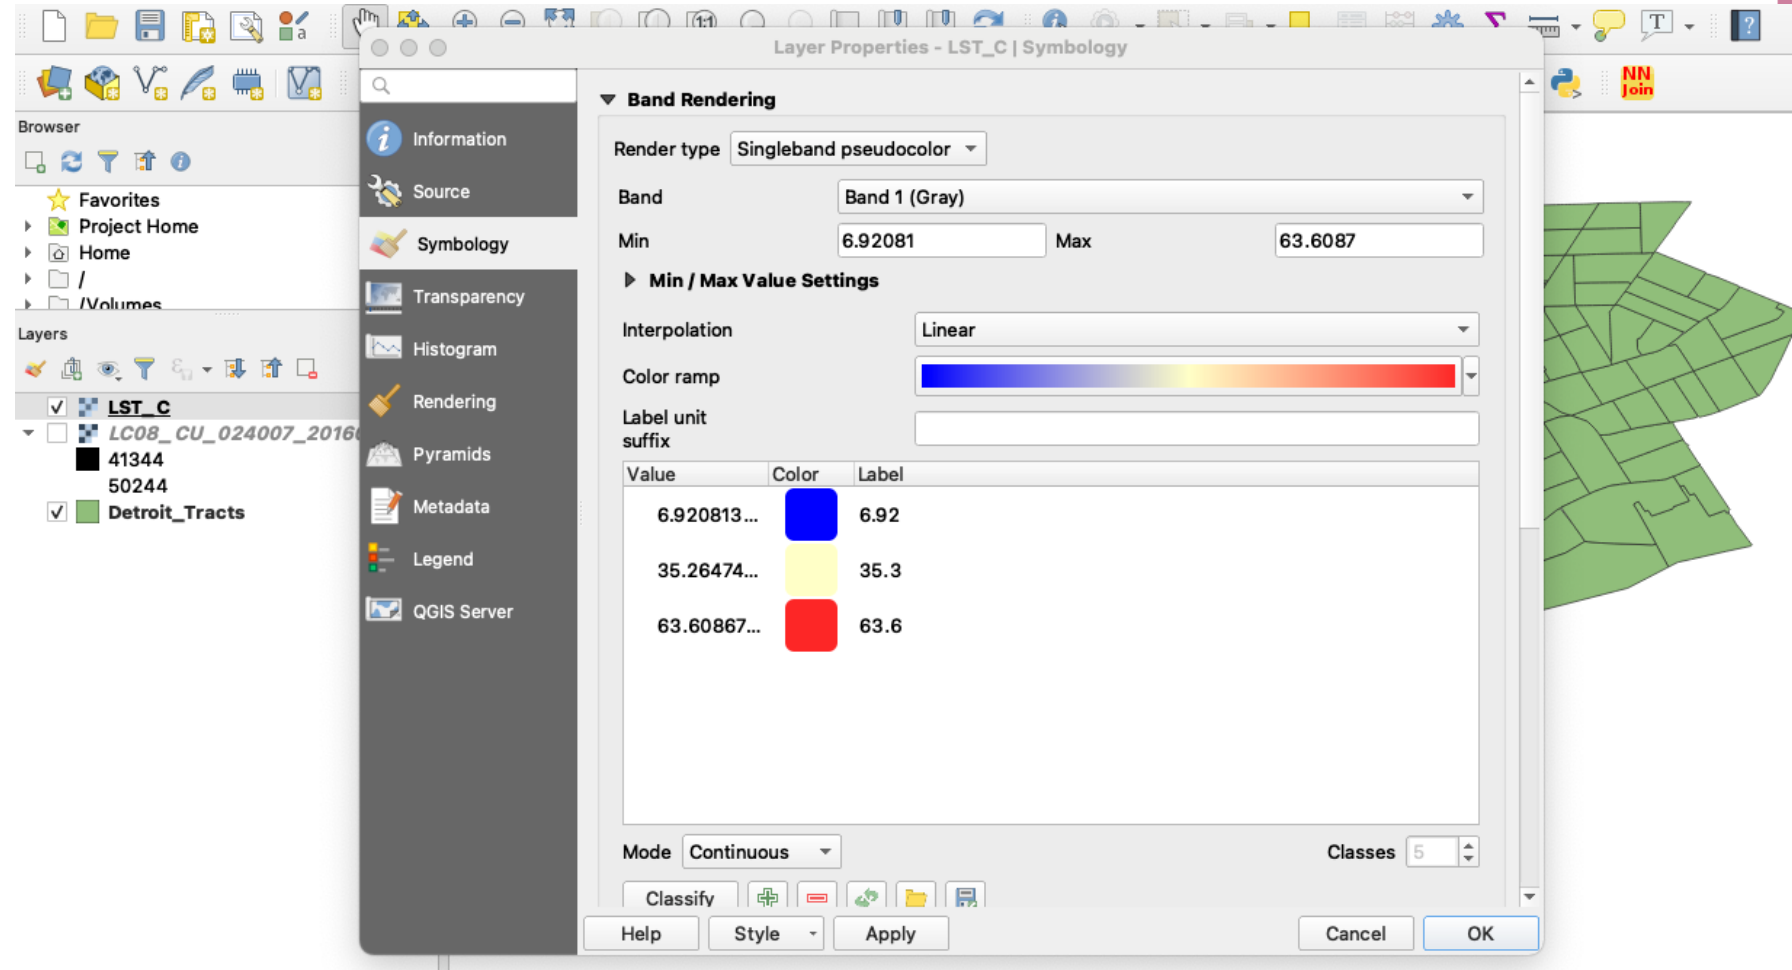 Layer Properties - LST_C | Symbology
1:1
a
T
?
NN
Join
Browser
Favorites
Project Home
Home
/
/Volumes
Layers
LST_C
LC08_CU_024007_2016
41344
50244
Detroit_Tracts
Information
Source
Symbology
Transparency
Histogram
Rendering
Pyramids
Metadata
Legend
QGIS Server
Band Rendering
Render type Singleband pseudocolor
Band Band 1 (Gray)
Min 6.92081 Max 63.6087
Min / Max Value Settings
Interpolation Linear
Color ramp
Label unit
suffix
Value Color Label
6.920813... 6.92
35.26474... 35.3
63.60867... 63.6
Mode Continuous Classes 5
Classify
Help Style Apply Cancel OK